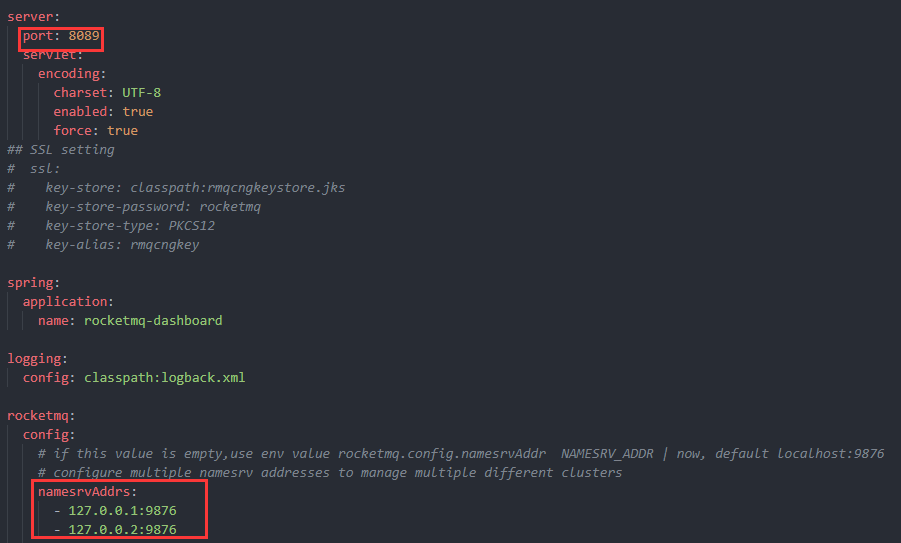 server:
  port: 8089
  servlet:
    encoding:
      charset: UTF-8
      enabled: true
      force: true
## SSL setting
#  ssl:
#    key-store: classpath:rmqcngkeystore.jks
#    key-store-password: rocketmq
#    key-store-type: PKCS12
#    key-alias: rmqcngkey

spring:
  application:
    name: rocketmq-dashboard

logging:
  config: classpath:logback.xml

rocketmq:
  config:
    # if this value is empty,use env value rocketmq.config.namesrvAddr  NAMESRV_ADDR | now, default localhost:9876
    # configure multiple namesrv addresses to manage multiple different clusters
    namesrvAddrs:
      - 127.0.0.1:9876
      - 127.0.0.2:9876